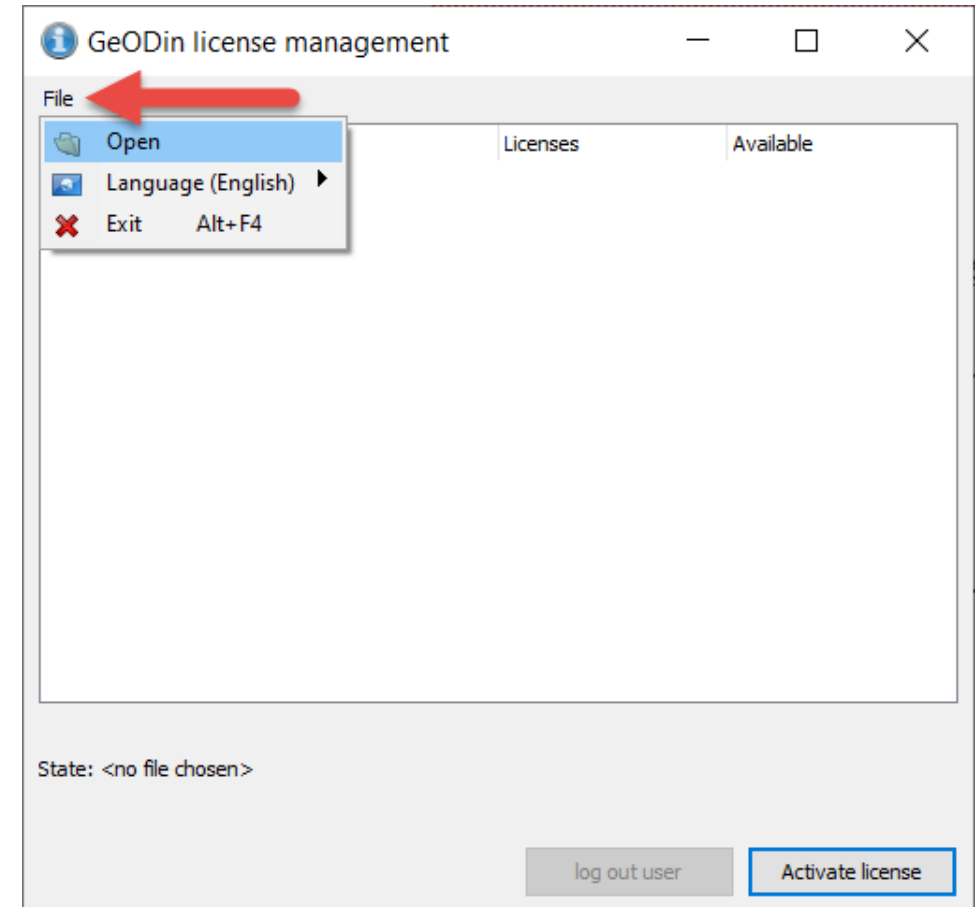 GeODin license management
File
Open
Licenses
Available
Language (English)
Exit Alt+F4
State: <no file chosen>
log out user
Activate license